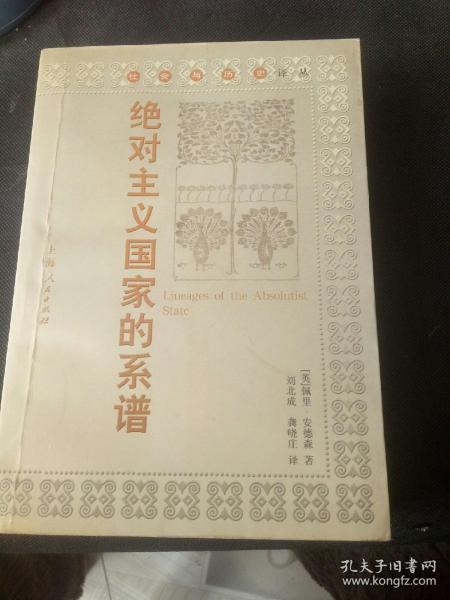 社会与历史译丛
绝对主义国家的系谱
Lineages of the Absolutist
State
[英]佩里 安德森 著
刘北成 龚晓庄 译
上海人民出版社
孔夫子旧书网
www.kongfz.com